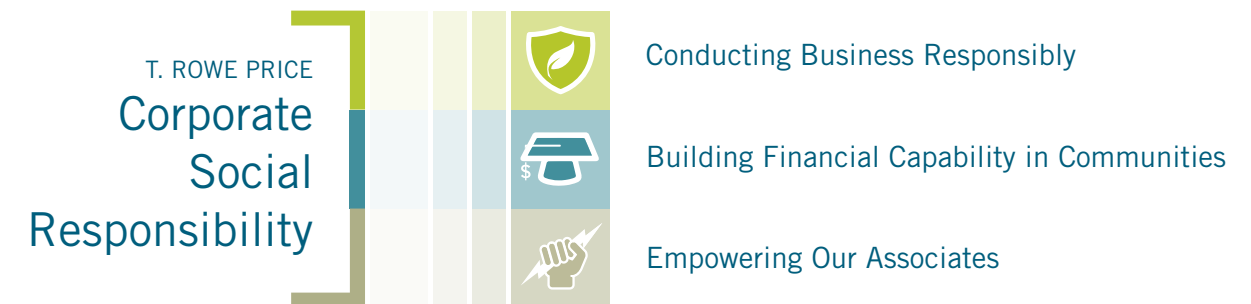 T. ROWE PRICE
Corporate
Social
Responsibility
Conducting Business Responsibly
$
Building Financial Capability in Communities
Empowering Our Associates